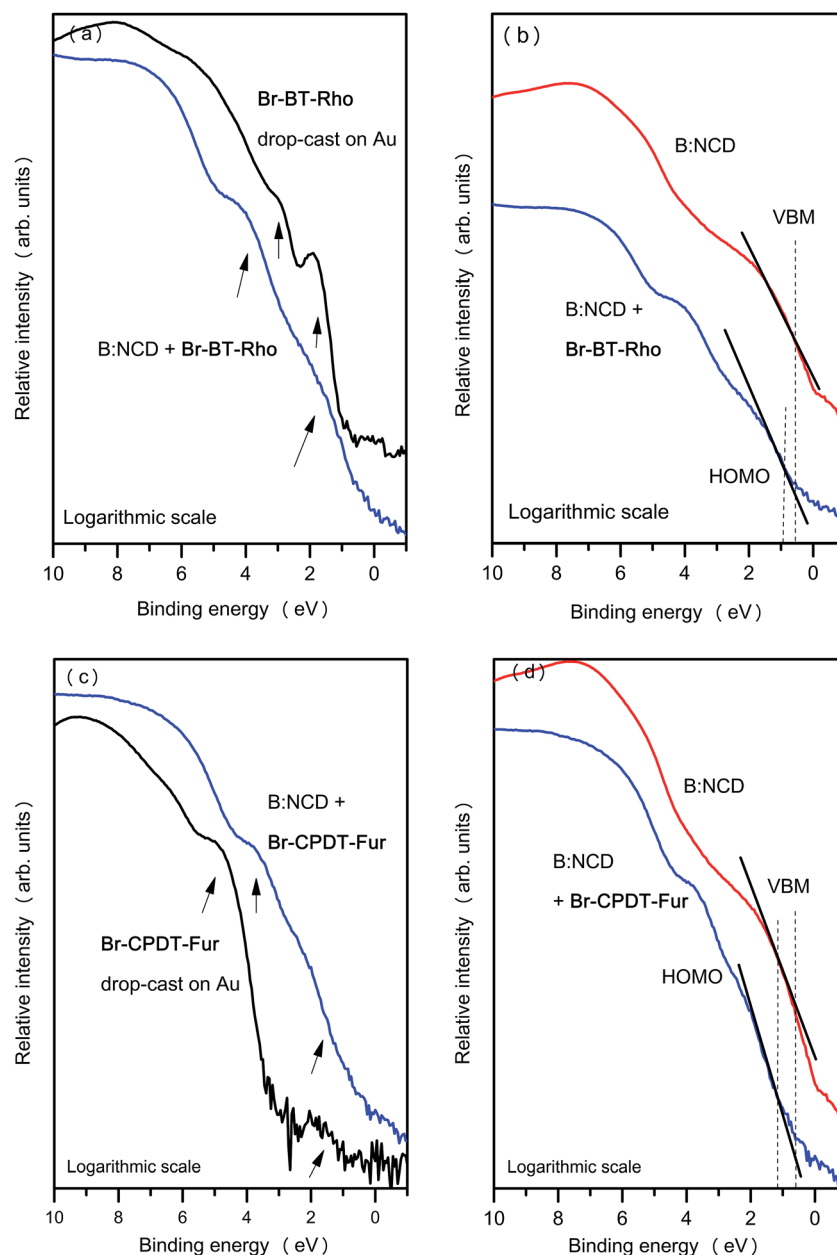 (a)
Br-BT-Rho
drop-cast on Au
B:NCD + Br-BT-Rho
Logarithmic scale
Relative intensity (arb. units)
10 8 6 4 2 0
Binding energy (eV)
(b)
B:NCD
VBM
B:NCD +
Br-BT-Rho
HOMO
Logarithmic scale
Relative intensity (arb. units)
10 8 6 4 2 0
Binding energy (eV)
(c)
B:NCD +
Br-CPDT-Fur
Br-CPDT-Fur
drop-cast on Au
Logarithmic scale
Relative intensity (arb. units)
10 8 6 4 2 0
Binding energy (eV)
(d)
B:NCD
VBM
B:NCD
+ Br-CPDT-Fur
HOMO
Logarithmic scale
Relative intensity (arb. units)
10 8 6 4 2 0
Binding energy (eV)